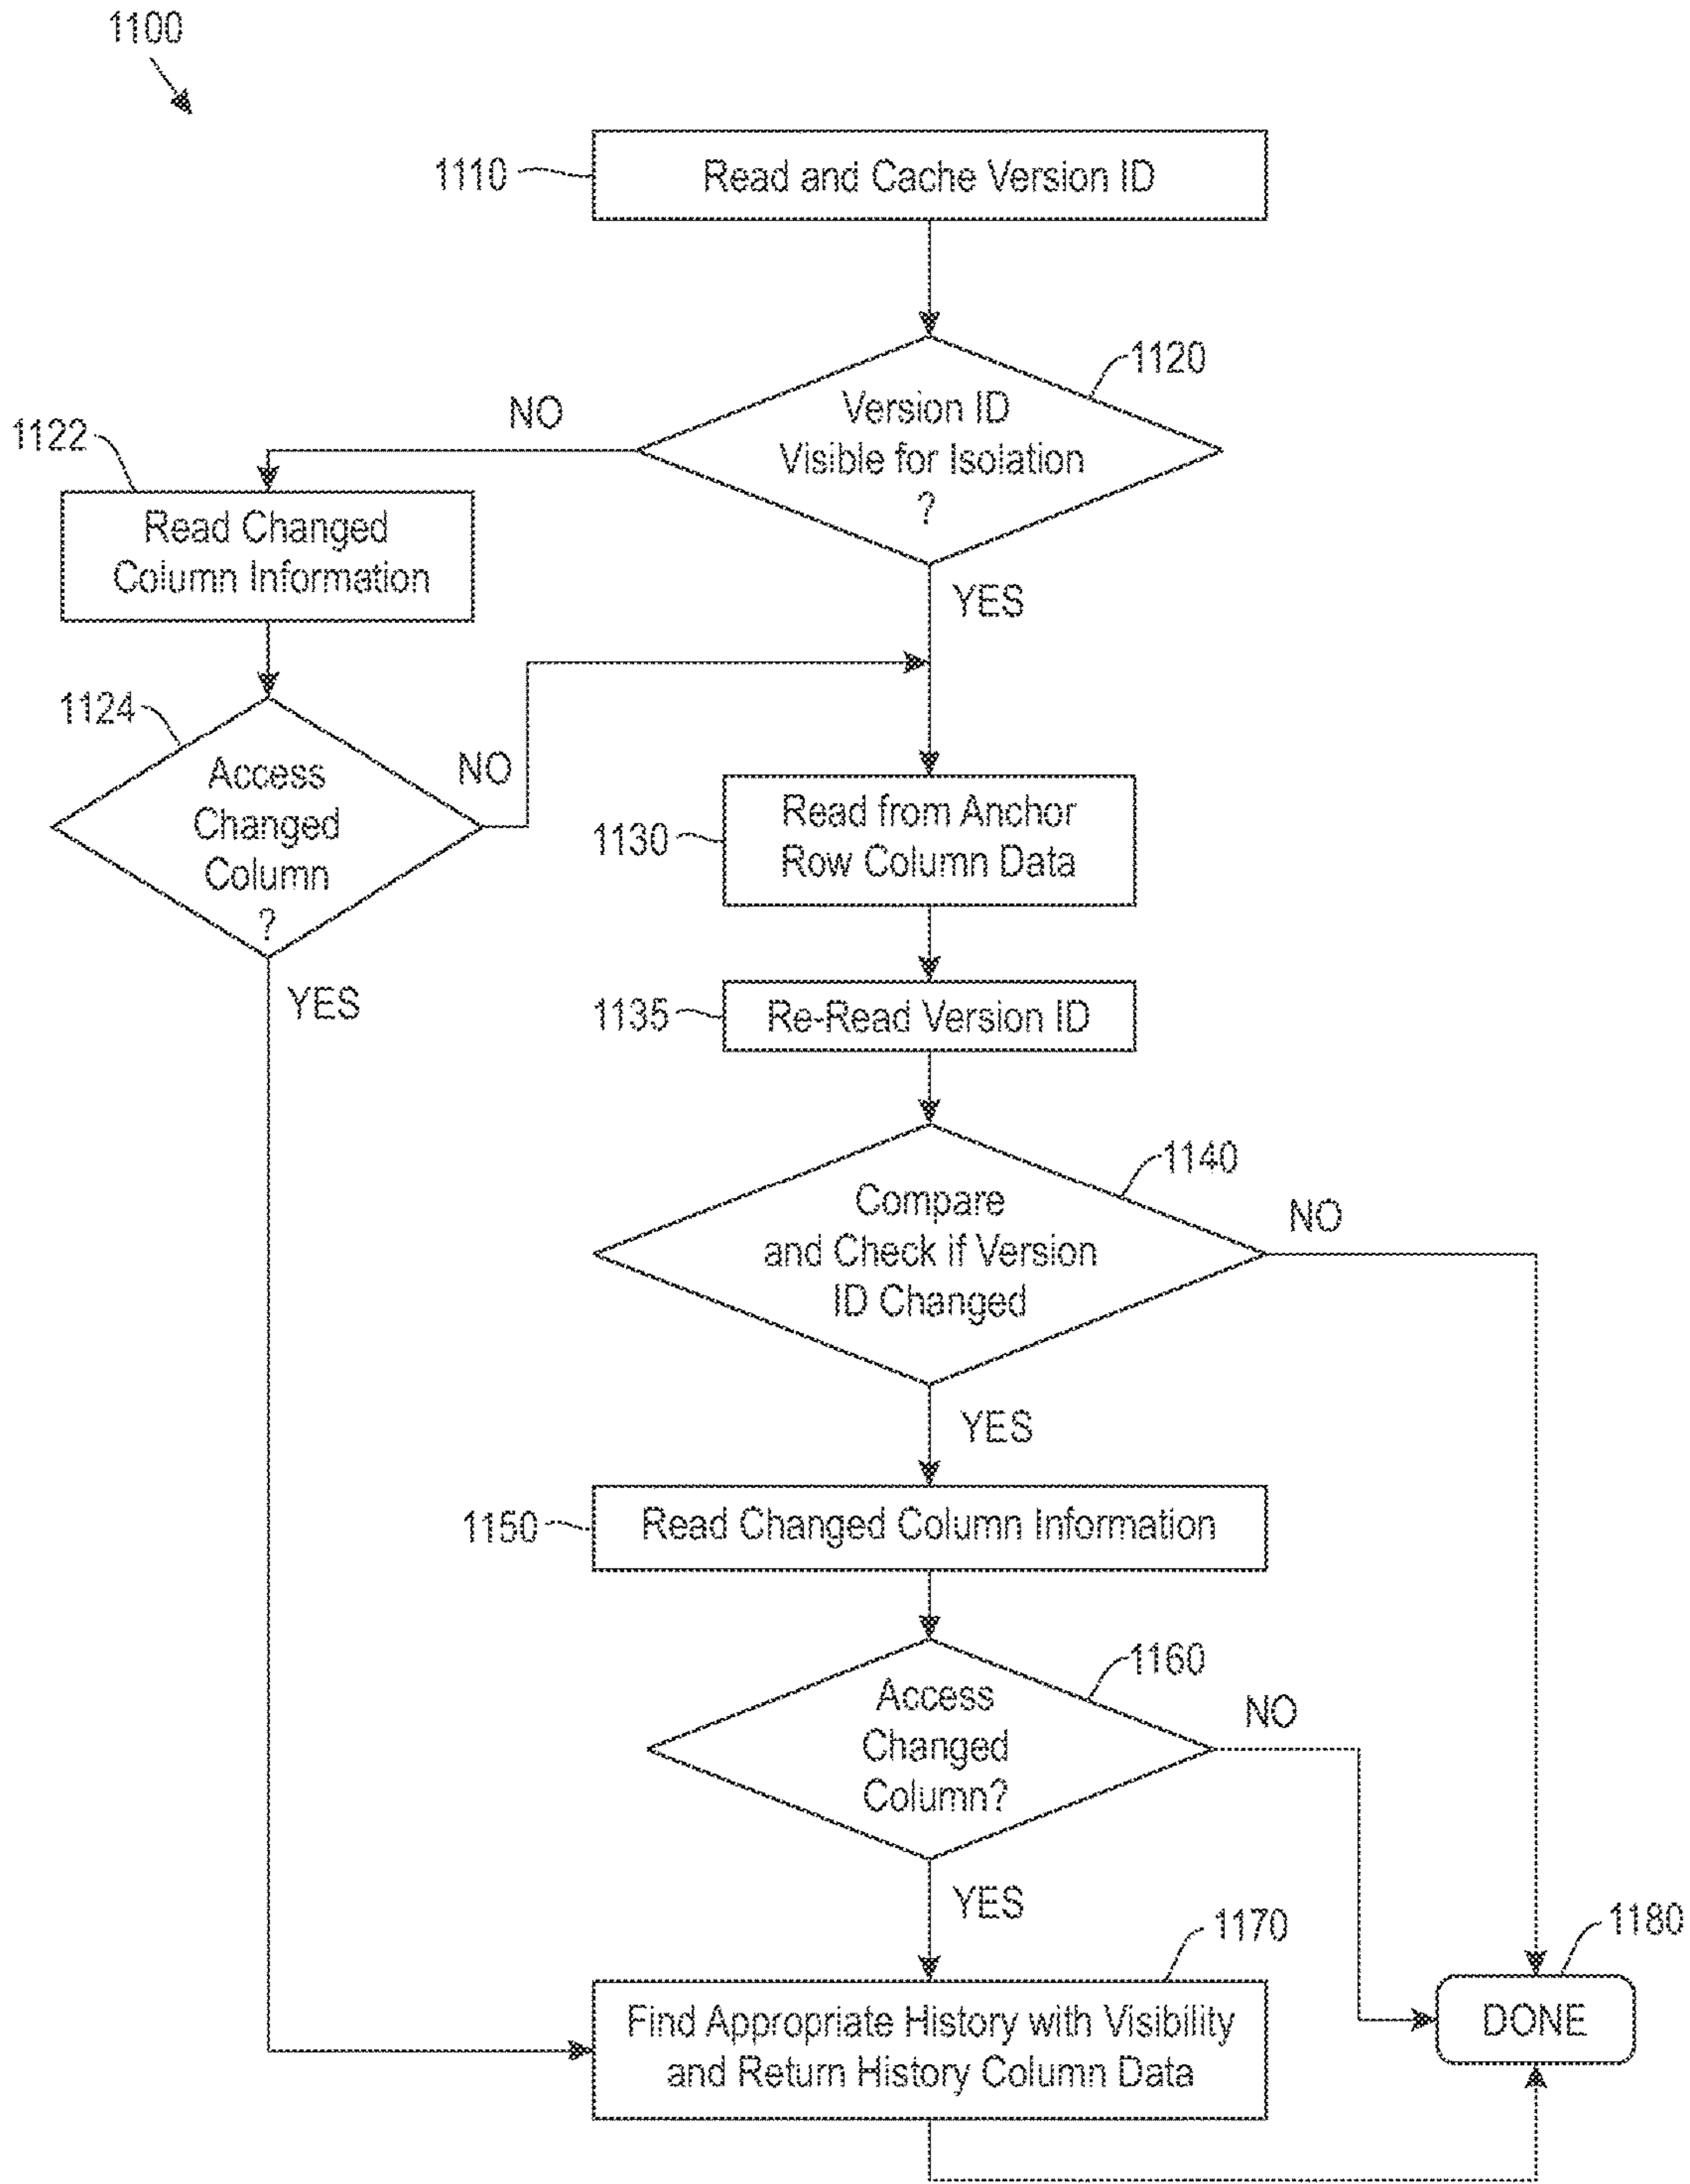 1100
1110
Read and Cache Version ID
1120
Version ID
Visible for Isolation
?
NO
YES
1122
Read Changed
Column Information
1124
Access
Changed
Column
?
NO
YES
1130
Read from Anchor
Row Column Data
1135
Re-Read Version ID
1140
Compare
and Check if Version
ID Changed
NO
YES
1150
Read Changed Column Information
1160
Access
Changed
Column?
NO
YES
1170
Find Appropriate History with Visibility
and Return History Column Data
1180
DONE